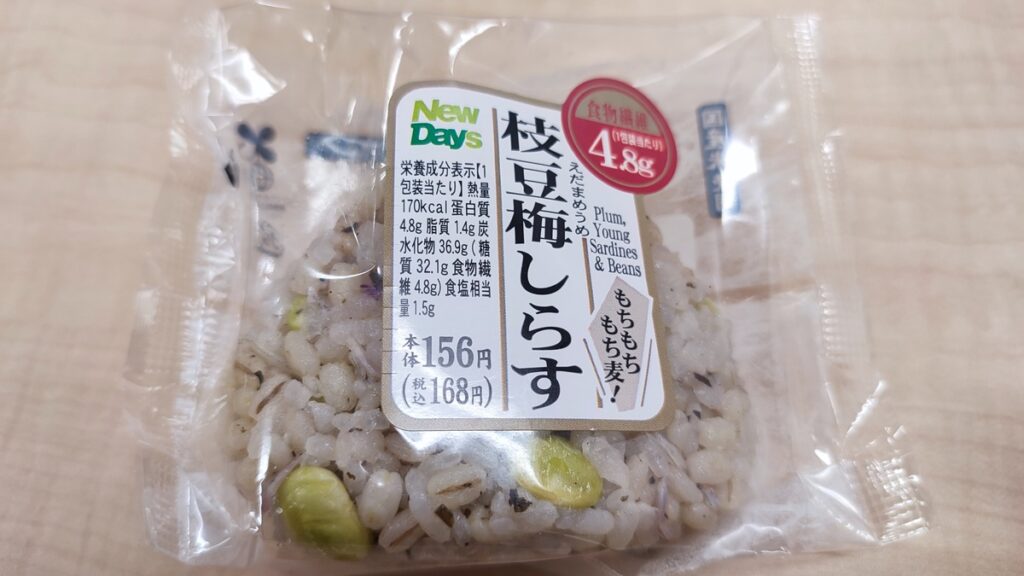 New
Days
栄養成分表示【1
包装当たり】熱量
170kcal 蛋白質
4.8g 脂質 1.4g 炭
水化物 36.9g（糖
質 32.1g 食物繊
維 4.8g）食塩相当
量 1.5g
本体156円
(税込168円)
枝豆梅しらす
えだまめうめ
Plum,
Young
Sardines
& Beans
もちもち
もち麦！
食物繊維
(1包装当たり)
4.8g